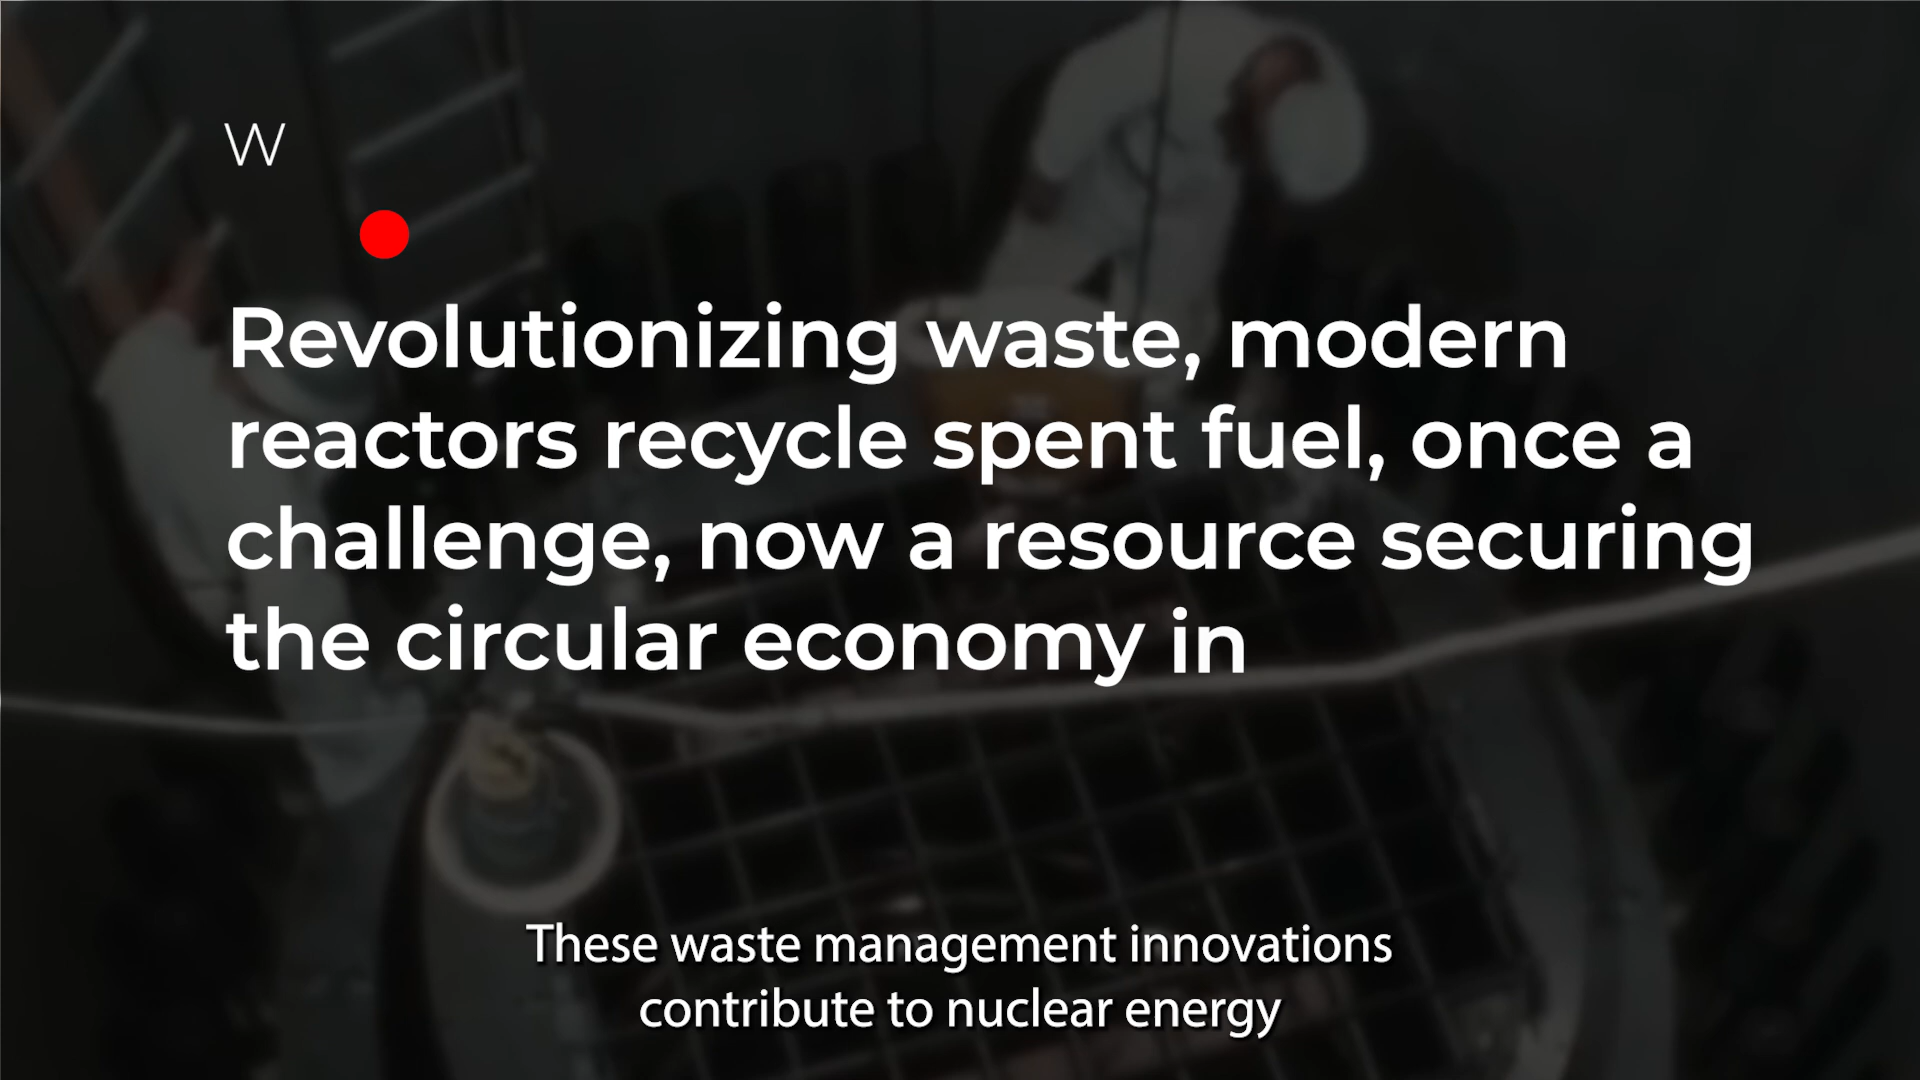 W
Revolutionizing waste, modern
reactors recycle spent fuel, once a
challenge, now a resource securing
the circular economy in
These waste management innovations
contribute to nuclear energy